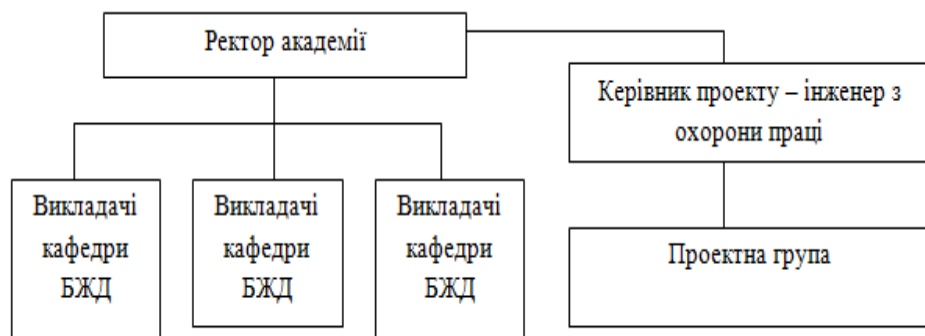 Ректор академії
Керівник проекту – інженер з
охорони праці
Викладачі
кафедри
БЖД
Викладачі
кафедри
БЖД
Викладачі
кафедри
БЖД
Проектна група